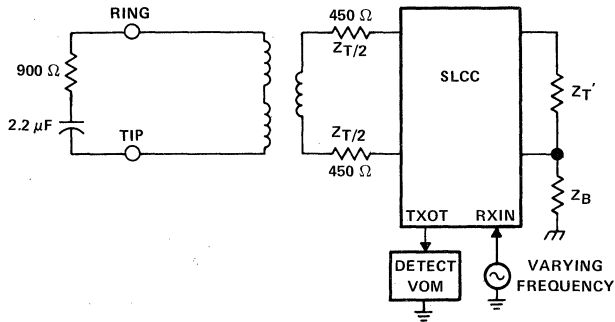 RING
900 Ω
2.2 µF
TIP
450 Ω
ZT/2
ZT/2
450 Ω
SLCC
TXOT
RXIN
ZT'
ZB
DETECT
VOM
VARYING
FREQUENCY